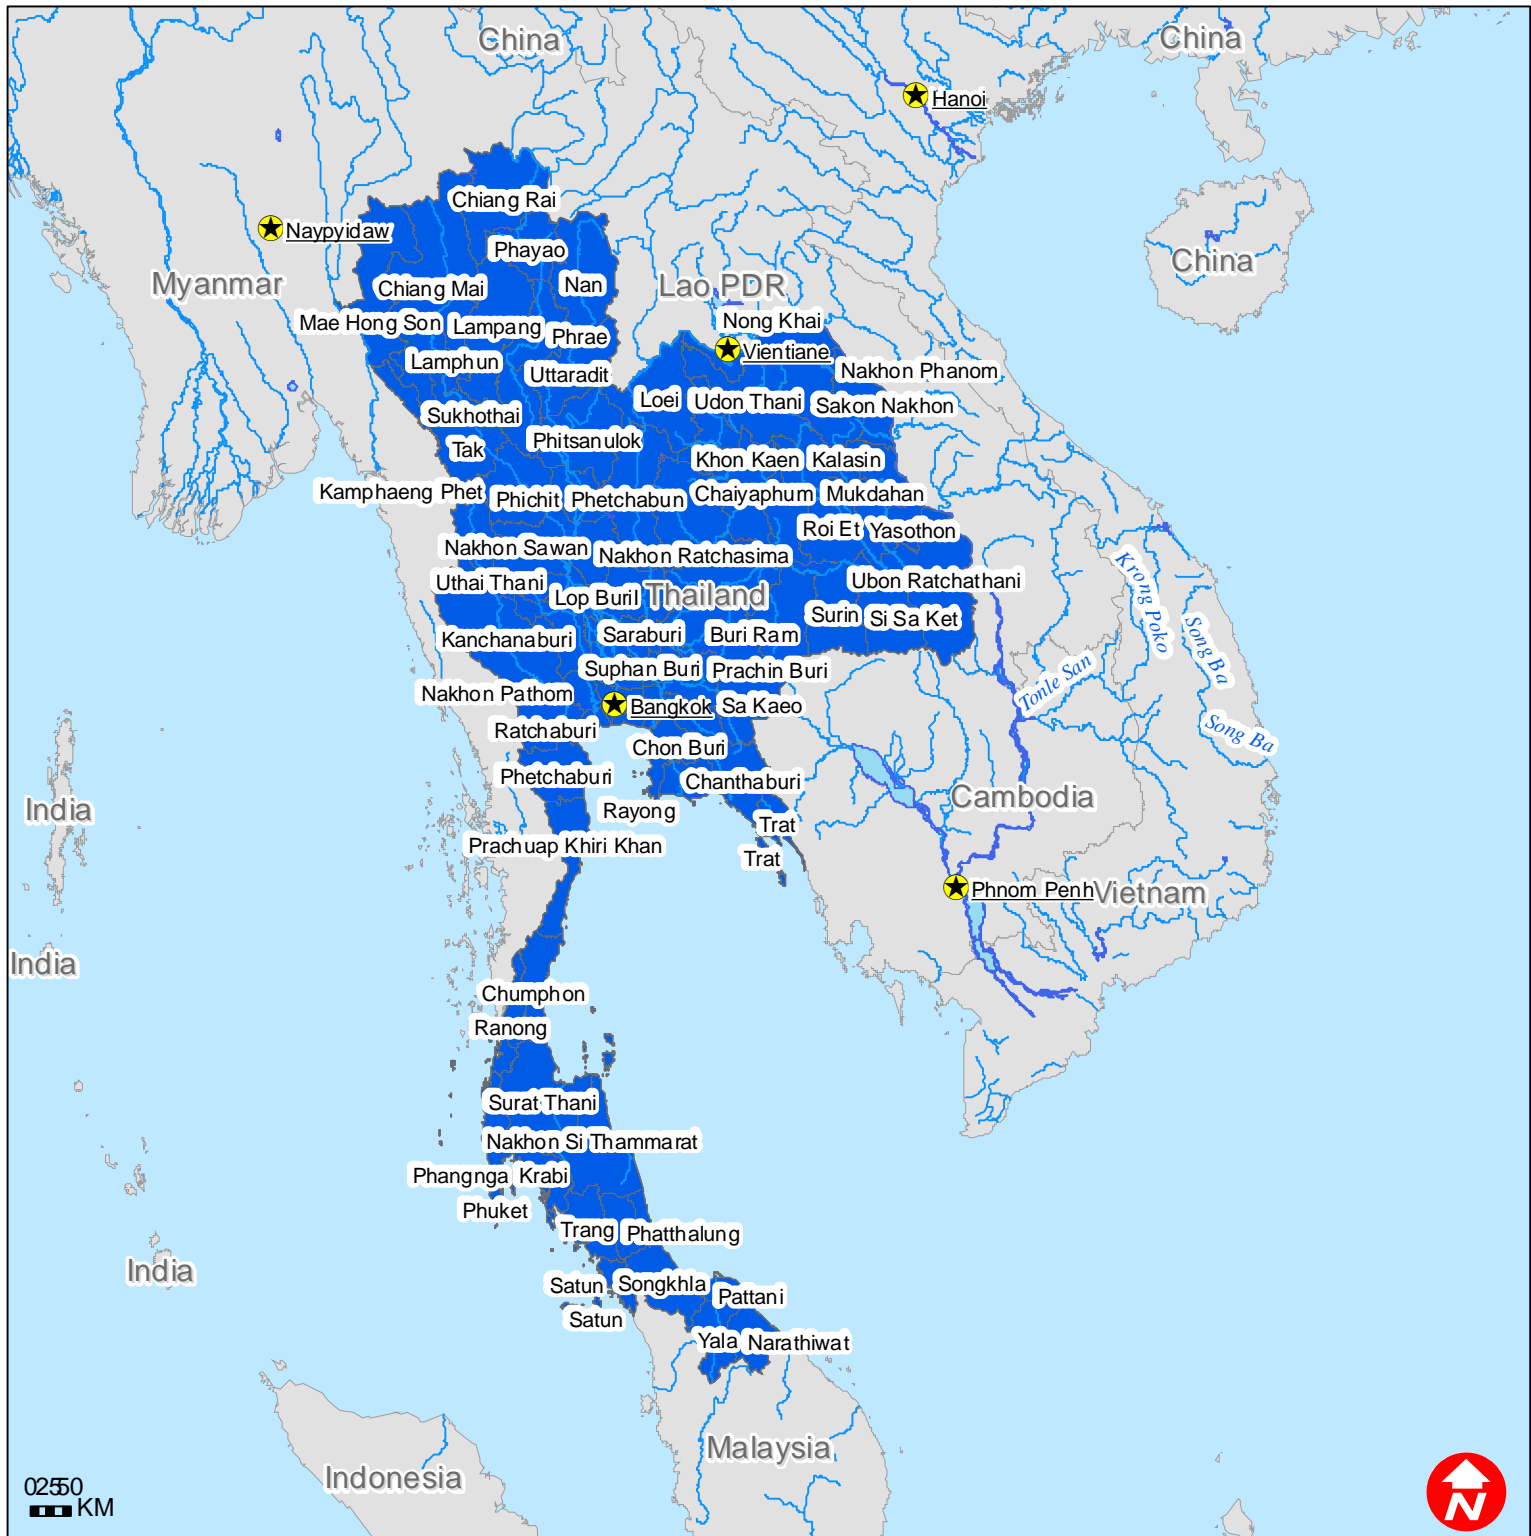 China
China
Hanoi
Chiang Rai
Naypyidaw
Phayao
China
Myanmar
Chiang Mai
Nan
Lao PDR
Mae Hong Son
Lampang
Phrae
Nong Khai
Vientiane
Lamphun
Uttaradit
Nakhon Phanom
Loei
Udon Thani
Sakon Nakhon
Sukhothai
Tak
Phitsanulok
Khon Kaen
Kalasin
Kamphaeng Phet
Phichit
Phetchabun
Chaiyaphum
Mukdahan
Roi Et
Yasothon
Nakhon Sawan
Nakhon Ratchasima
Uthai Thani
Lop BuriI
Thailand
Ubon Ratchathani
Krong Poko
Song Ba
Surin
Si Sa Ket
Kanchanaburi
Saraburi
Buri Ram
Suphan Buri
Prachin Buri
Tonle San
Nakhon Pathom
Bangkok
Sa Kaeo
Song Ba
Ratchaburi
Chon Buri
Phetchaburi
Chanthaburi
India
Rayong
Cambodia
Trat
Prachuap Khiri Khan
Trat
Phnom Penh
Vietnam
India
Chumphon
Ranong
Surat Thani
Nakhon Si Thammarat
Phangnga
Krabi
Phuket
Trang
Phatthalung
India
Satun
Songkhla
Pattani
Satun
Yala
Narathiwat
Malaysia
Indonesia
0 25 50
KM
N